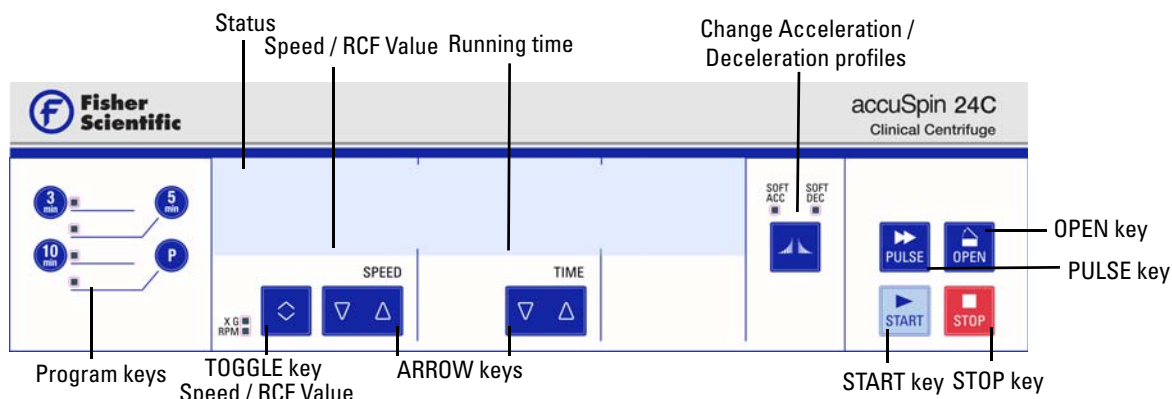 Status
Speed / RCF Value
Running time
Change Acceleration /
Deceleration profiles
f
Fisher
Scientific
accuSpin 24C
Clinical Centrifuge
3
min
5
min
10
min
P
SOFT
ACC
SOFT
DEC
PULSE
OPEN
OPEN key
PULSE key
SPEED
TIME
X G
RPM
START
STOP
Program keys
TOGGLE key
Speed / RCF Value
ARROW keys
START key
STOP key